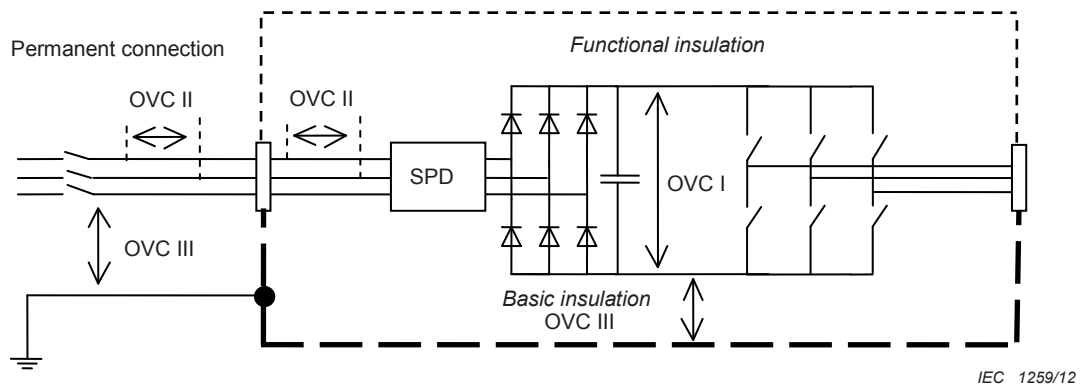 Permanent connection
Functional insulation
OVC II
OVC II
SPD
OVC I
OVC III
Basic insulation
OVC III
IEC 1259/12